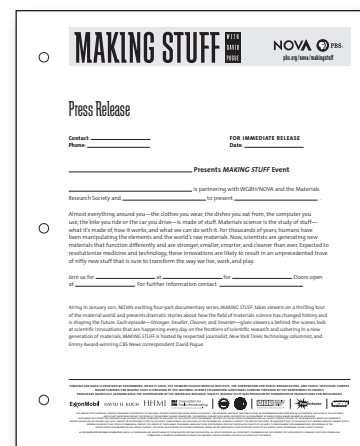 MAKING STUFF WITH DAVID POGUE NOVA PBS
pbs.org/nova/makingstuff
Press Release
Contact: FOR IMMEDIATE RELEASE
Phone: Date:
Presents MAKING STUFF Event
is partnering with WGBH/NOVA and the Materials
Research Society and to present .
Almost everything around you—the clothes you wear, the dishes you eat from, the computer you
use, the bike you ride or the car you drive—is made of stuff. Materials science is the study of stuff—
what it's made of, how it works, and what we can do with it. For thousands of years, humans have
been manipulating the elements and the world's raw materials. Now, scientists are generating new
materials that function differently and are stronger, smaller, smarter, and cleaner than ever. Expected to
revolutionize medicine and technology, these innovations are likely to result in an unprecedented trove
of nifty new stuff that is sure to transform the way we live, work, and play.
Join us for at for . Doors open
at . For further information contact
Airing in January 2011, NOVA's exciting four-part documentary series, MAKING STUFF, takes viewers on a thrilling tour
of the material world and presents dramatic stories about how the field of materials science has changed history and
is shaping the future. Each episode—Stronger, Smaller, Cleaner, and Smarter—gives viewers a behind-the-scenes look
at scientific innovations that are happening every day on the frontiers of scientific research and ushering in a new
generation of materials. MAKING STUFF is hosted by respected journalist, New York Times technology columnist, and
Emmy Award-winning CBS News correspondent David Pogue.
ExxonMobil DAVID H. KOCH HHMI